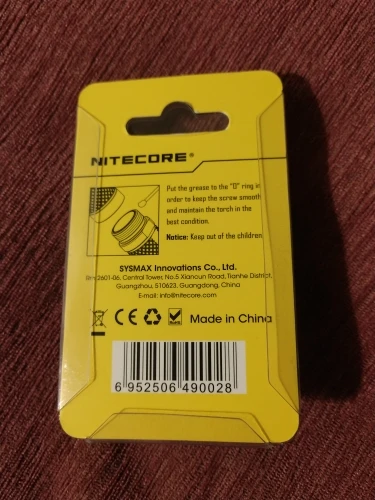 NITECORE®
Put the grease to the "O" ring in
order to keep the screw smooth
and maintain the torch in the
best condition.
Notice: Keep out of the children
SYSMAX Innovations Co., Ltd.
Rm 2601-06, Central Tower, No.5 Xiancun Road, Tianhe District,
Guangzhou, 510623, Guangdong, China
E-mail: info@nitecore.com
CE RoHS Made in China
6 952506 490028